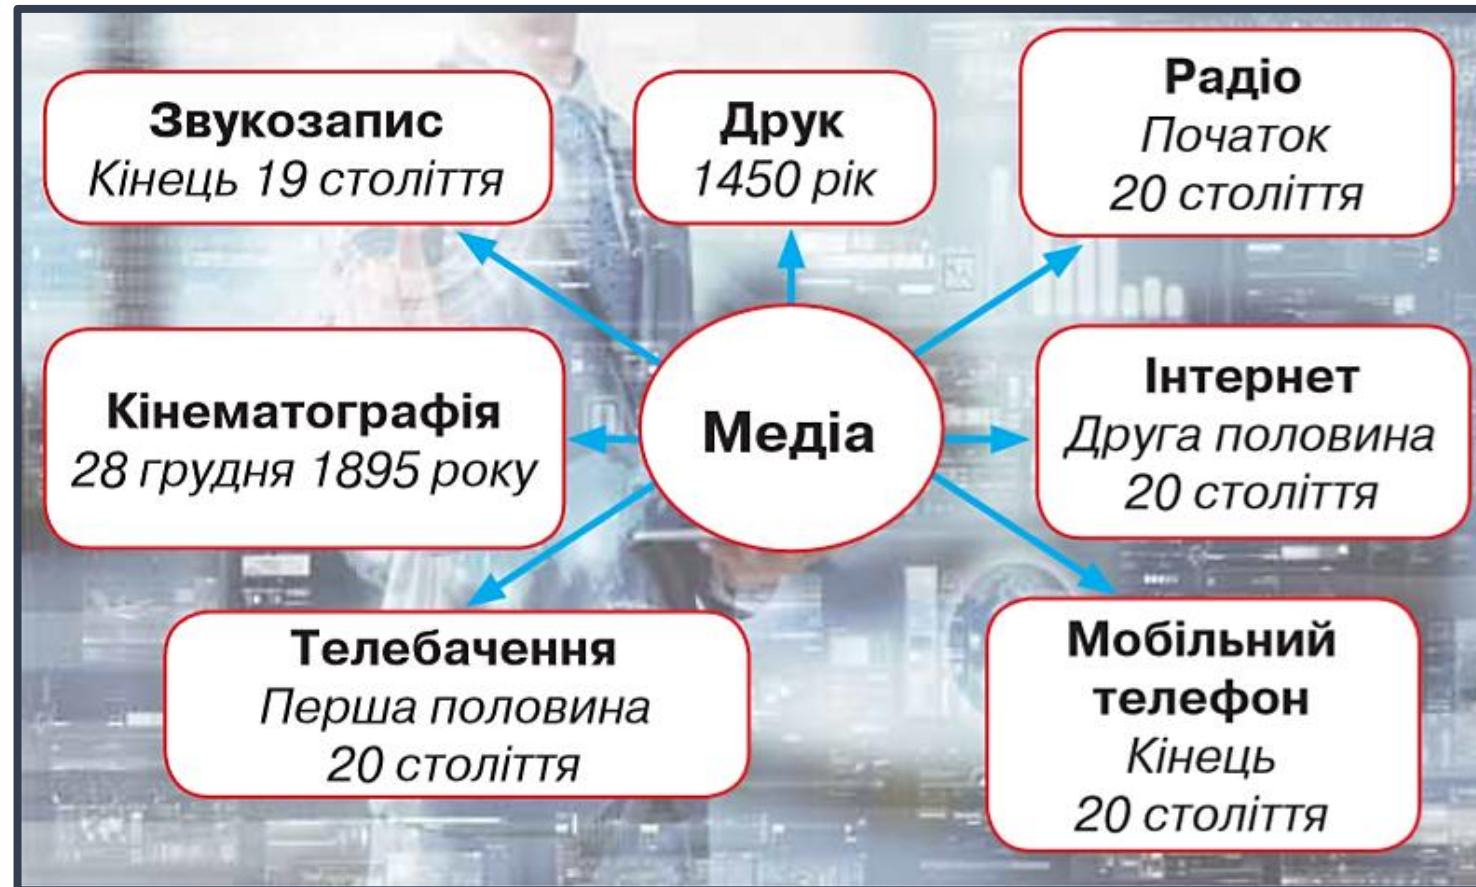 Звукозапис
Кінець 19 століття
Друк
1450 рік
Радіо
Початок
20 століття
Кінематографія
28 грудня 1895 року
Медіа
Інтернет
Друга половина
20 століття
Телебачення
Перша половина
20 століття
Мобільний
телефон
Кінець
20 століття